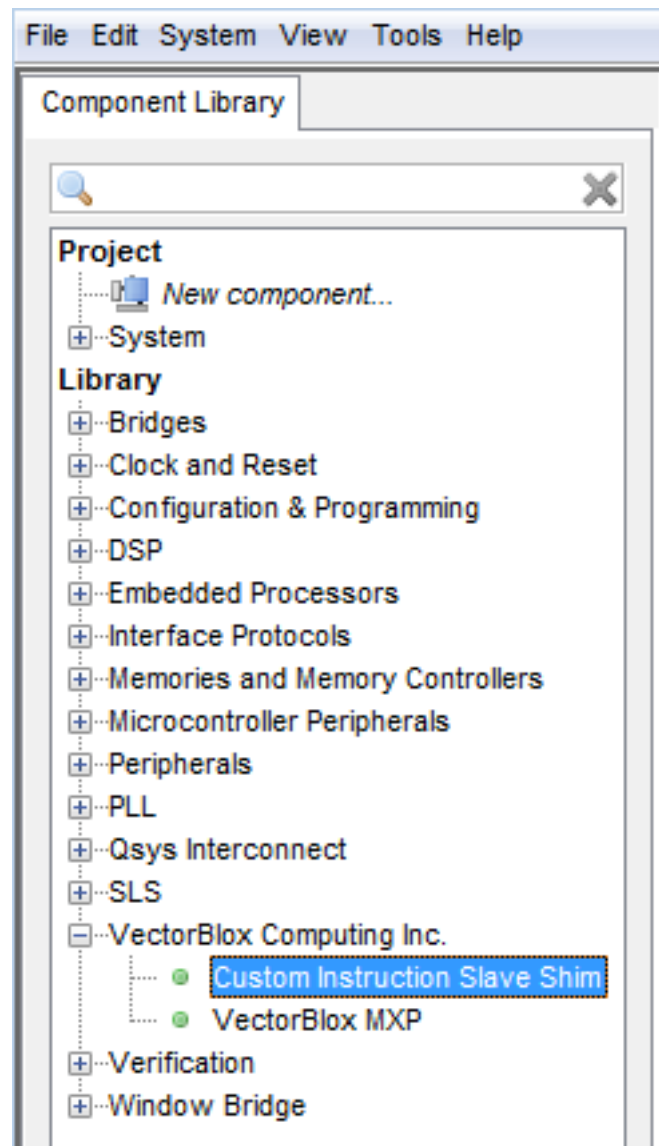 File Edit System View Tools Help
Component Library
Project
New component...
System
Library
Bridges
Clock and Reset
Configuration & Programming
DSP
Embedded Processors
Interface Protocols
Memories and Memory Controllers
Microcontroller Peripherals
Peripherals
PLL
Qsys Interconnect
SLS
VectorBlox Computing Inc.
Custom Instruction Slave Shim
VectorBlox MXP
Verification
Window Bridge